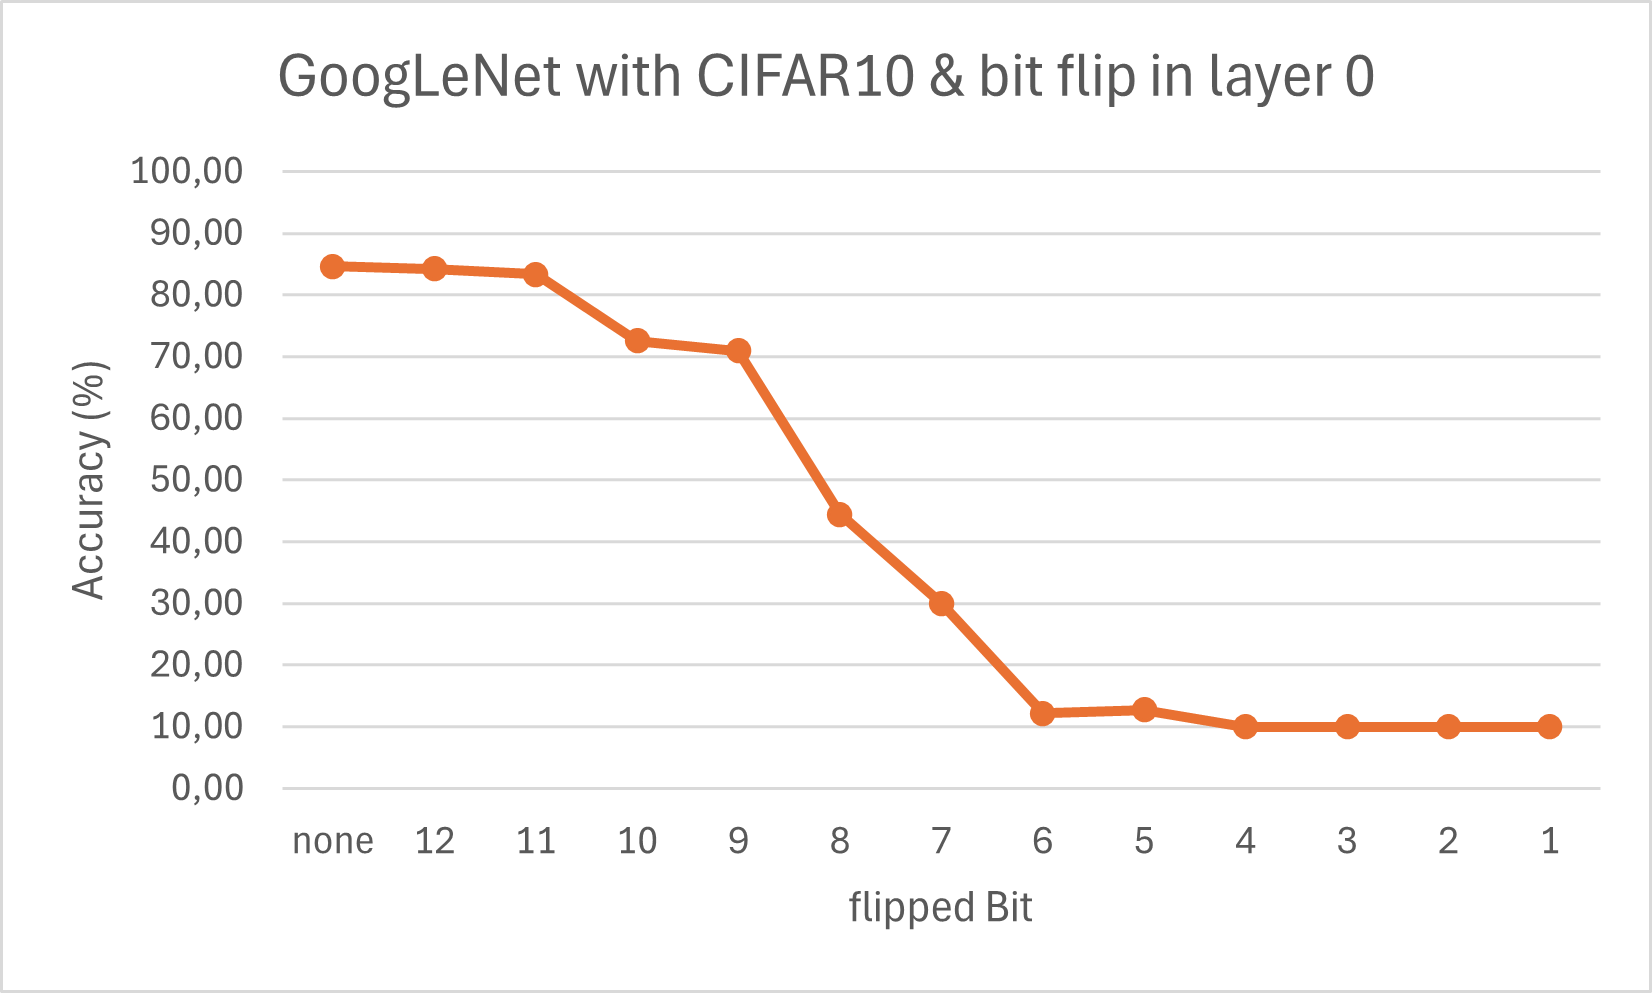 GoogLeNet with CIFAR10 & bit flip in layer 0
100,00
90,00
80,00
70,00
60,00
50,00
40,00
30,00
20,00
10,00
0,00
Accuracy (%)
none 12 11 10 9 8 7 6 5 4 3 2 1
flipped Bit